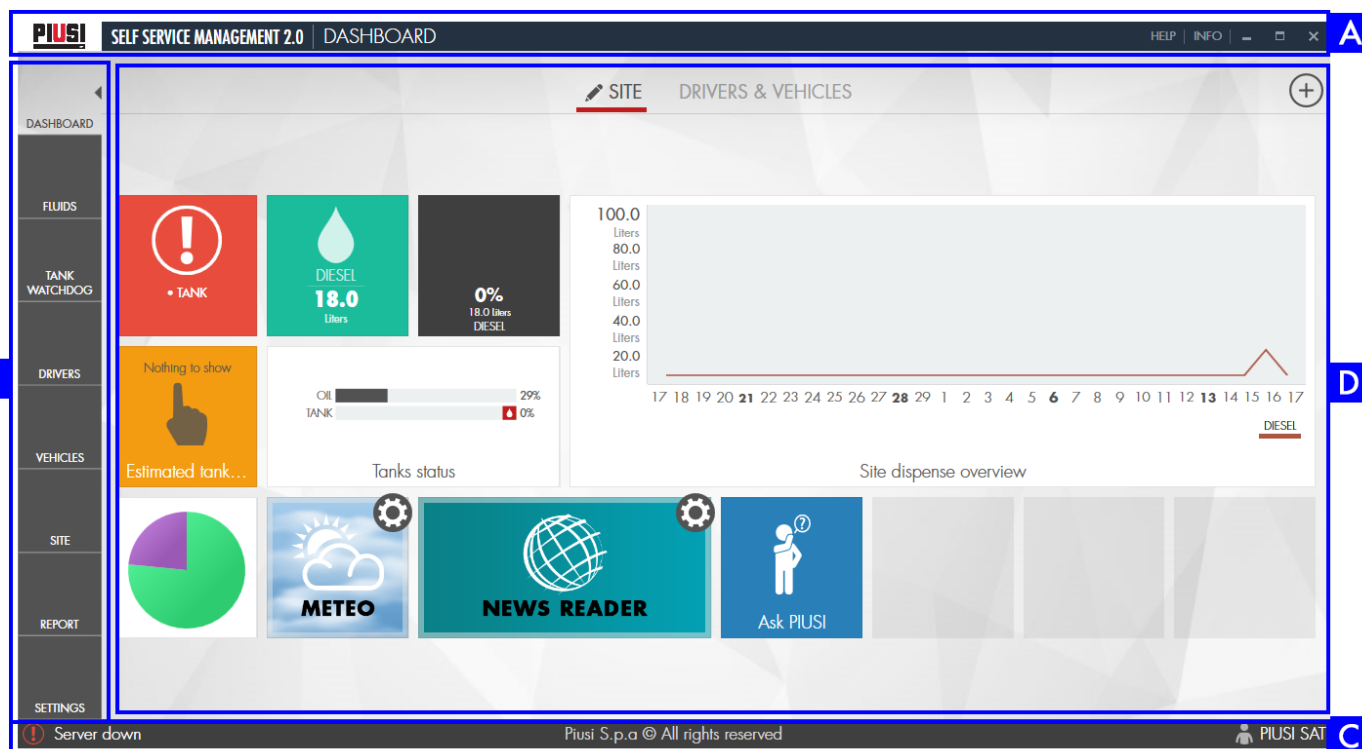 PIUSI SELF SERVICE MANAGEMENT 2.0 | DASHBOARD HELP | INFO A
SITE DRIVERS & VEHICLES
DASHBOARD
FLUIDS
TANK
WATCHDOG
DRIVERS
VEHICLES
SITE
REPORT
SETTINGS
• TANK
DIESEL
18.0
Liters
0%
18.0 liters
DIESEL
100.0
Liters
80.0
Liters
60.0
Liters
40.0
Liters
20.0
Liters
17 18 19 20 21 22 23 24 25 26 27 28 29 1 2 3 4 5 6 7 8 9 10 11 12 13 14 15 16 17
DIESEL
Site dispense overview
D
Nothing to show
Estimated tank...
OIL 29%
TANK 0%
Tanks status
METEO
NEWS READER
?
Ask PIUSI
! Server down Piusi S.p.a © All rights reserved PIUSI SAT C